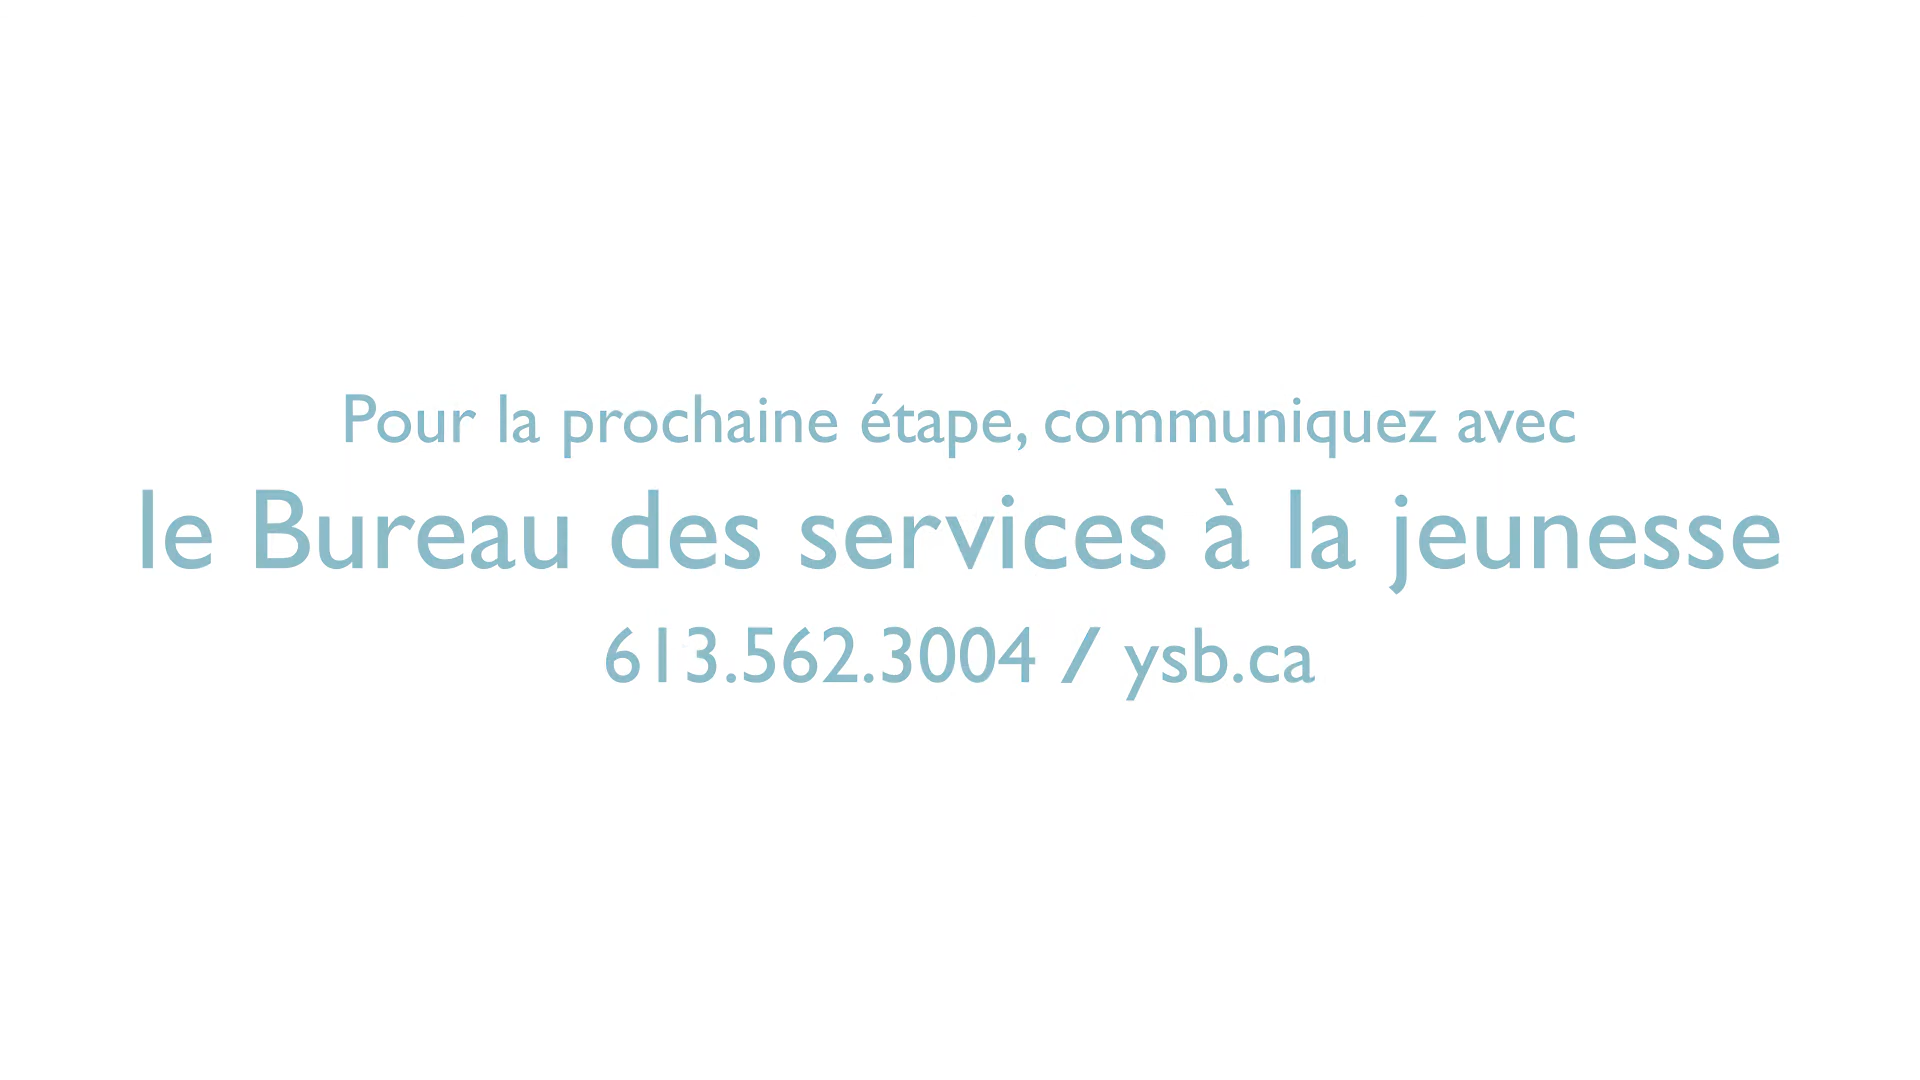 Pour la prochaine étape, communiquez avec
le Bureau des services à la jeunesse
613.562.3004 / ysb.ca